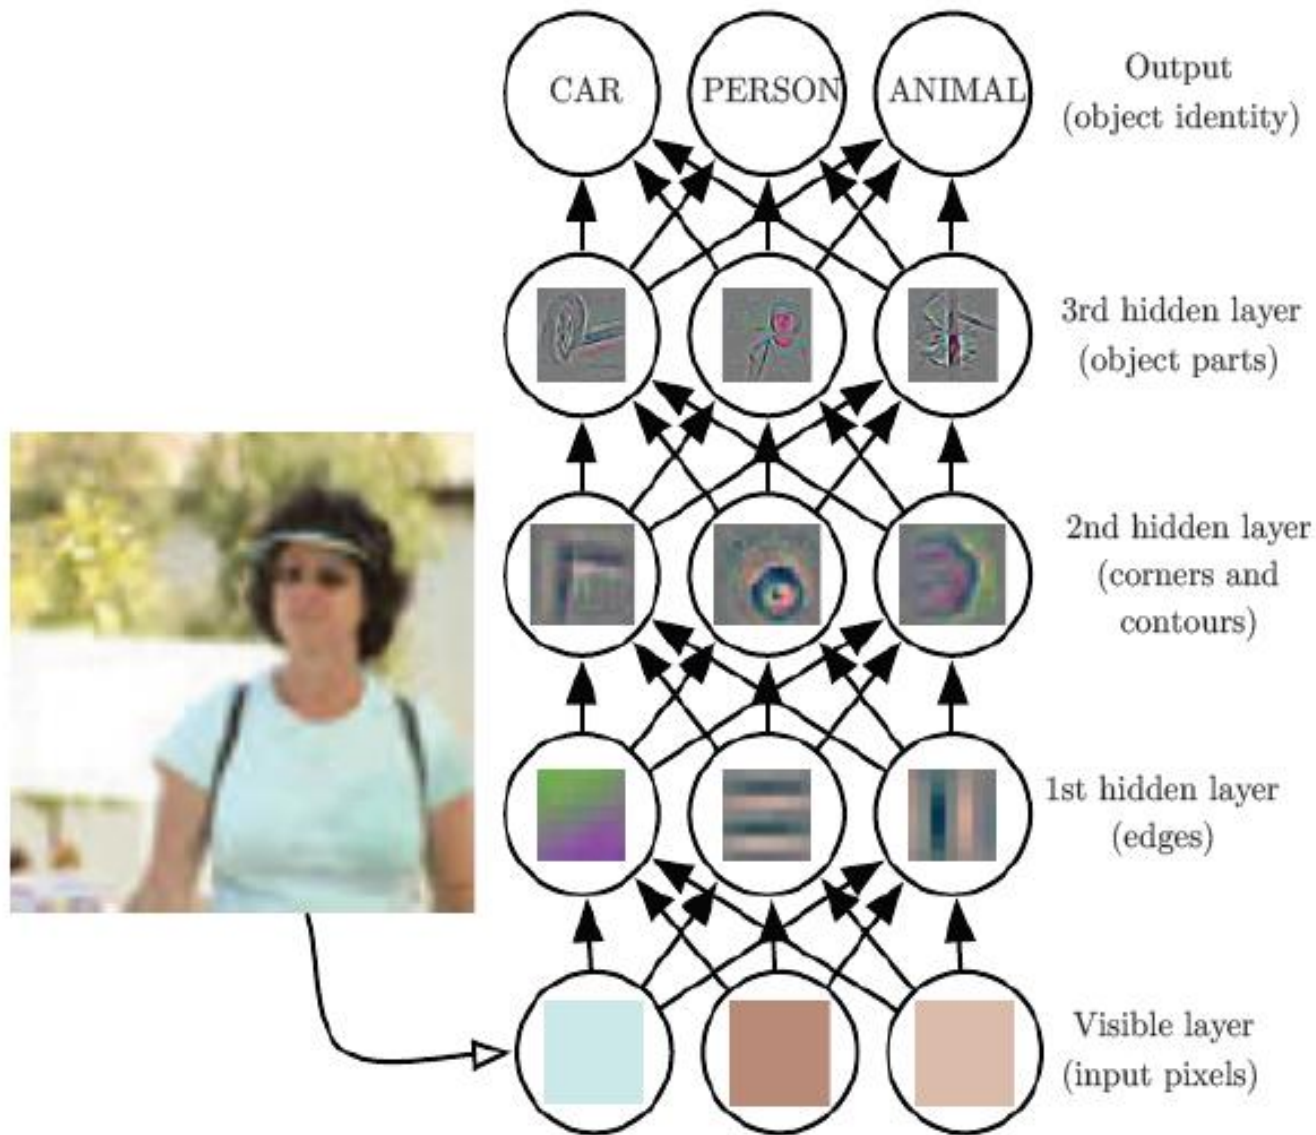 CAR PERSON ANIMAL
Output
(object identity)
3rd hidden layer
(object parts)
2nd hidden layer
(corners and
contours)
1st hidden layer
(edges)
Visible layer
(input pixels)